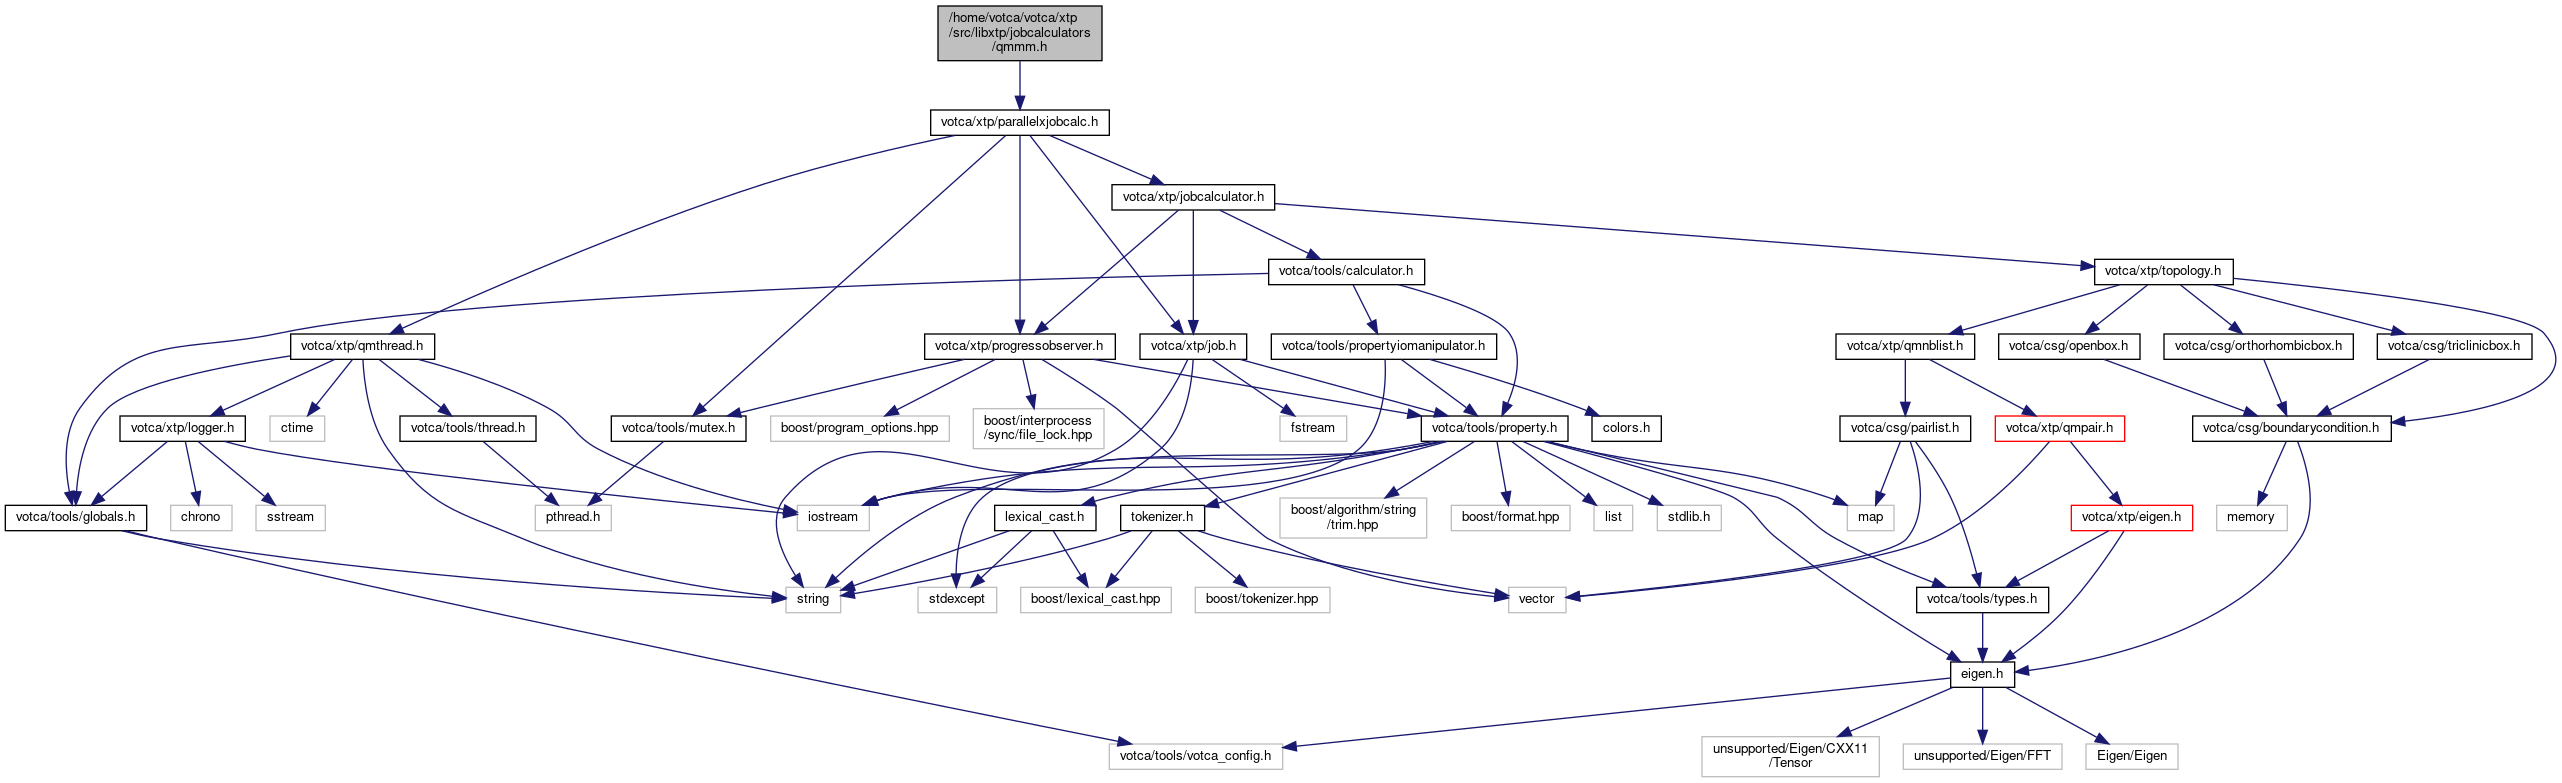 /home/votca/votca/xtp
/src/libxtp/jobcalculators
/qmmm.h
votca/xtp/parallelxjobcalc.h
votca/xtp/jobcalculator.h
votca/tools/calculator.h
votca/xtp/topology.h
votca/xtp/qmthread.h
votca/xtp/progressobserver.h
votca/xtp/job.h
votca/tools/propertyiomanipulator.h
votca/xtp/qmnblist.h
votca/csg/openbox.h
votca/csg/orthorhombicbox.h
votca/csg/triclinicbox.h
votca/xtp/logger.h
ctime
votca/tools/thread.h
votca/tools/mutex.h
boost/program_options.hpp
boost/interprocess
/sync/file_lock.hpp
fstream
votca/tools/property.h
colors.h
votca/csg/pairlist.h
votca/xtp/qmpair.h
votca/csg/boundarycondition.h
votca/tools/globals.h
chrono
sstream
pthread.h
iostream
lexical_cast.h
tokenizer.h
boost/algorithm/string
/trim.hpp
boost/format.hpp
list
stdlib.h
map
votca/xtp/eigen.h
memory
string
stdexcept
boost/lexical_cast.hpp
boost/tokenizer.hpp
vector
votca/tools/types.h
eigen.h
votca/tools/votca_config.h
unsupported/Eigen/CXX11
/Tensor
unsupported/Eigen/FFT
Eigen/Eigen